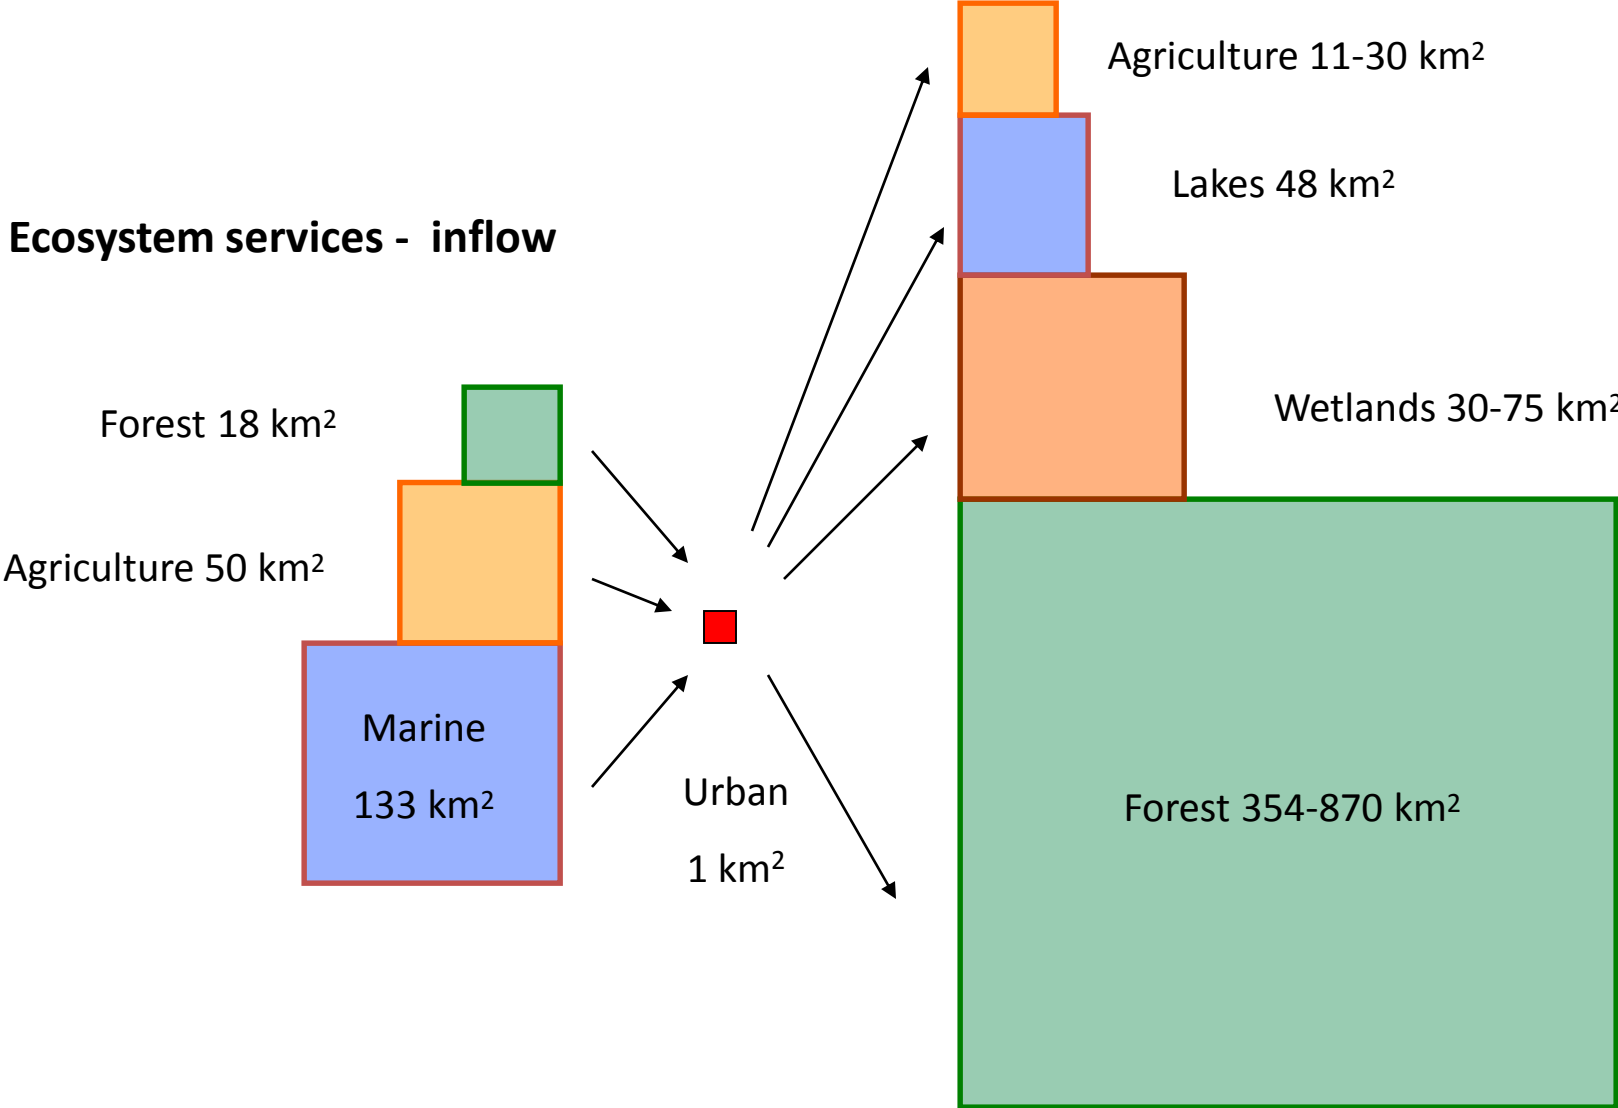 Ecosystem services - inflow
Forest 18 km²
Agriculture 50 km²
Marine
133 km²
Urban
1 km²
Agriculture 11-30 km²
Lakes 48 km²
Wetlands 30-75 km²
Forest 354-870 km²